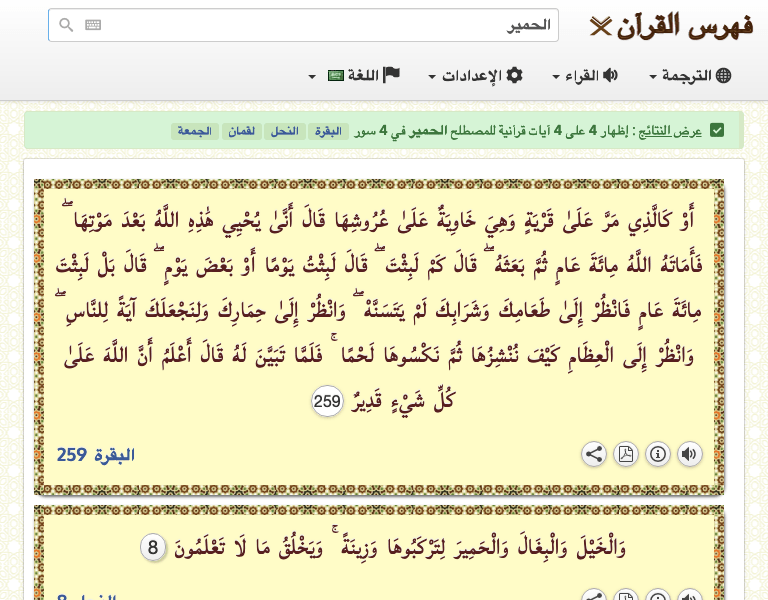 فهرس القرآن
الحمير
الترجمة القراء الإعدادات اللغة
عرض النتائج : إظهار 4 على 4 آيات قرآنية للمصطلح الحمير في 4 سور البقرة النحل لقمان الجمعة
أَوْ كَالَّذِي مَرَّ عَلَىٰ قَرْيَةٍ وَهِيَ خَاوِيَةٌ عَلَىٰ عُرُوشِهَا قَالَ أَنَّىٰ يُحْيِي هَٰذِهِ اللَّهُ بَعْدَ مَوْتِهَا ۖ
فَأَمَاتَهُ اللَّهُ مِائَةَ عَامٍ ثُمَّ بَعَثَهُ ۖ قَالَ كَمْ لَبِثْتَ ۖ قَالَ لَبِثْتُ يَوْمًا أَوْ بَعْضَ يَوْمٍ ۖ قَالَ بَلْ لَبِثْتَ
مِائَةَ عَامٍ فَانْظُرْ إِلَىٰ طَعَامِكَ وَشَرَابِكَ لَمْ يَتَسَنَّهْ ۖ وَانْظُرْ إِلَىٰ حِمَارِكَ وَلِنَجْعَلَكَ آيَةً لِلنَّاسِ ۖ
وَانْظُرْ إِلَى الْعِظَامِ كَيْفَ نُنْشِزُهَا ثُمَّ نَكْسُوهَا لَحْمًا ۚ فَلَمَّا تَبَيَّنَ لَهُ قَالَ أَعْلَمُ أَنَّ اللَّهَ عَلَىٰ
كُلِّ شَيْءٍ قَدِيرٌ 259
البقرة 259
وَالْخَيْلَ وَالْبِغَالَ وَالْحَمِيرَ لِتَرْكَبُوهَا وَزِينَةً ۚ وَيَخْلُقُ مَا لَا تَعْلَمُونَ 8